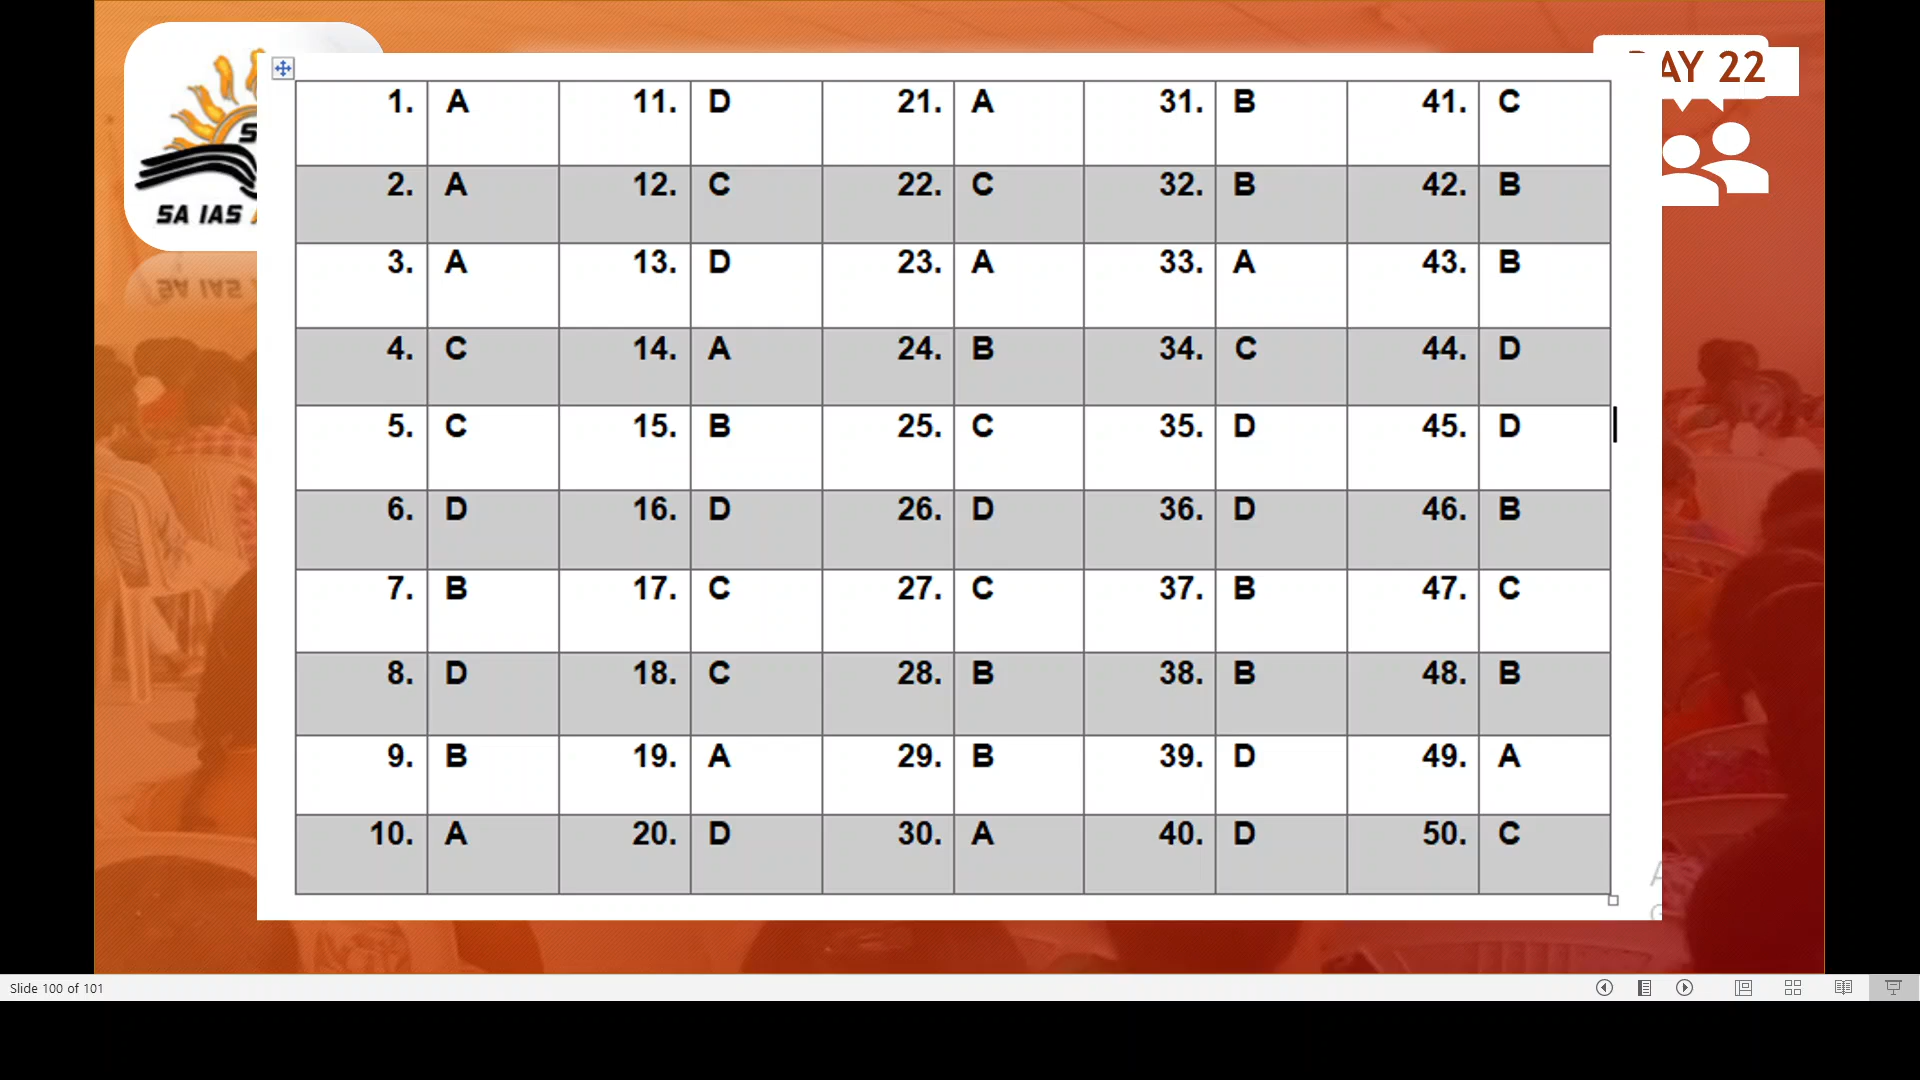 AY 22
1. A 11. D 21. A 31. B 41. C
2. A 12. C 22. C 32. B 42. B
3. A 13. D 23. A 33. A 43. B
4. C 14. A 24. B 34. C 44. D
5. C 15. B 25. C 35. D 45. D
6. D 16. D 26. D 36. D 46. B
7. B 17. C 27. C 37. B 47. C
8. D 18. C 28. B 38. B 48. B
9. B 19. A 29. B 39. D 49. A
10. A 20. D 30. A 40. D 50. C
SA IAS
Slide 100 of 101